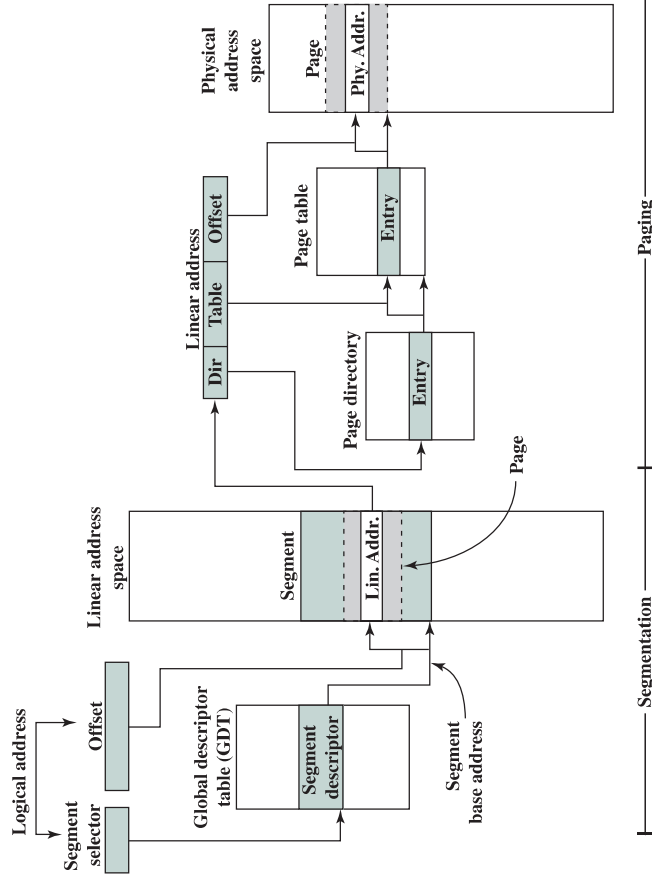 Logical address
Segment
selector
Offset
Global descriptor
table (GDT)
Segment
descriptor
Segment
base address
Linear address
space
Segment
Lin. Addr.
Page
Linear address
Dir
Table
Offset
Page directory
Entry
Page table
Entry
Physical
address
space
Page
Phy. Addr.
Segmentation
Paging